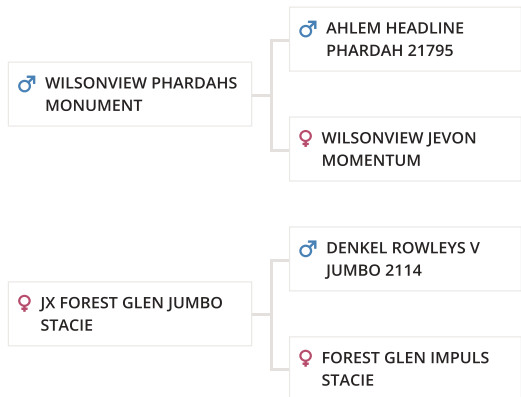 AHLEM HEADLINE
PHARDAH 21795
WILSONVIEW PHARDAHS
MONUMENT
WILSONVIEW JEVON
MOMENTUM
DENKEL ROWLEYS V
JUMBO 2114
JX FOREST GLEN JUMBO
STACIE
FOREST GLEN IMPULS
STACIE